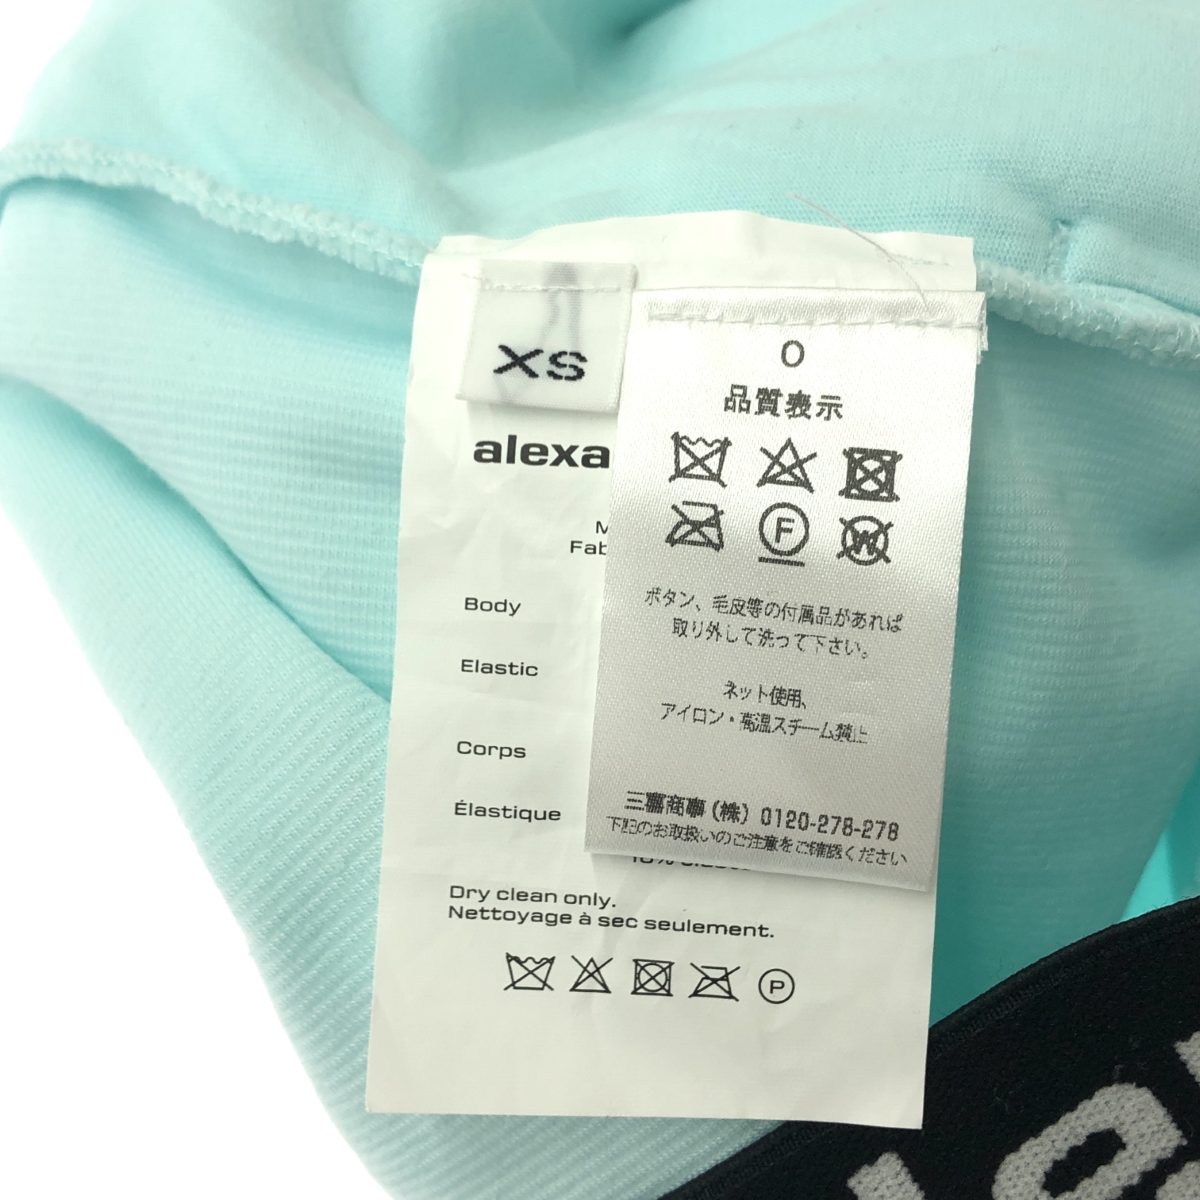 XS
O
品質表示
F
W
ボタン、毛皮等の付属品があれば
取り外して洗って下さい。
ネット使用、
アイロン・高温スチーム禁止
三喜商事（株）0120-278-278
下記のお取扱いのご注意をご確認ください
alexa
Body
Elastic
Corps
Élastique
Dry clean only.
Nettoyage à sec seulement.
P